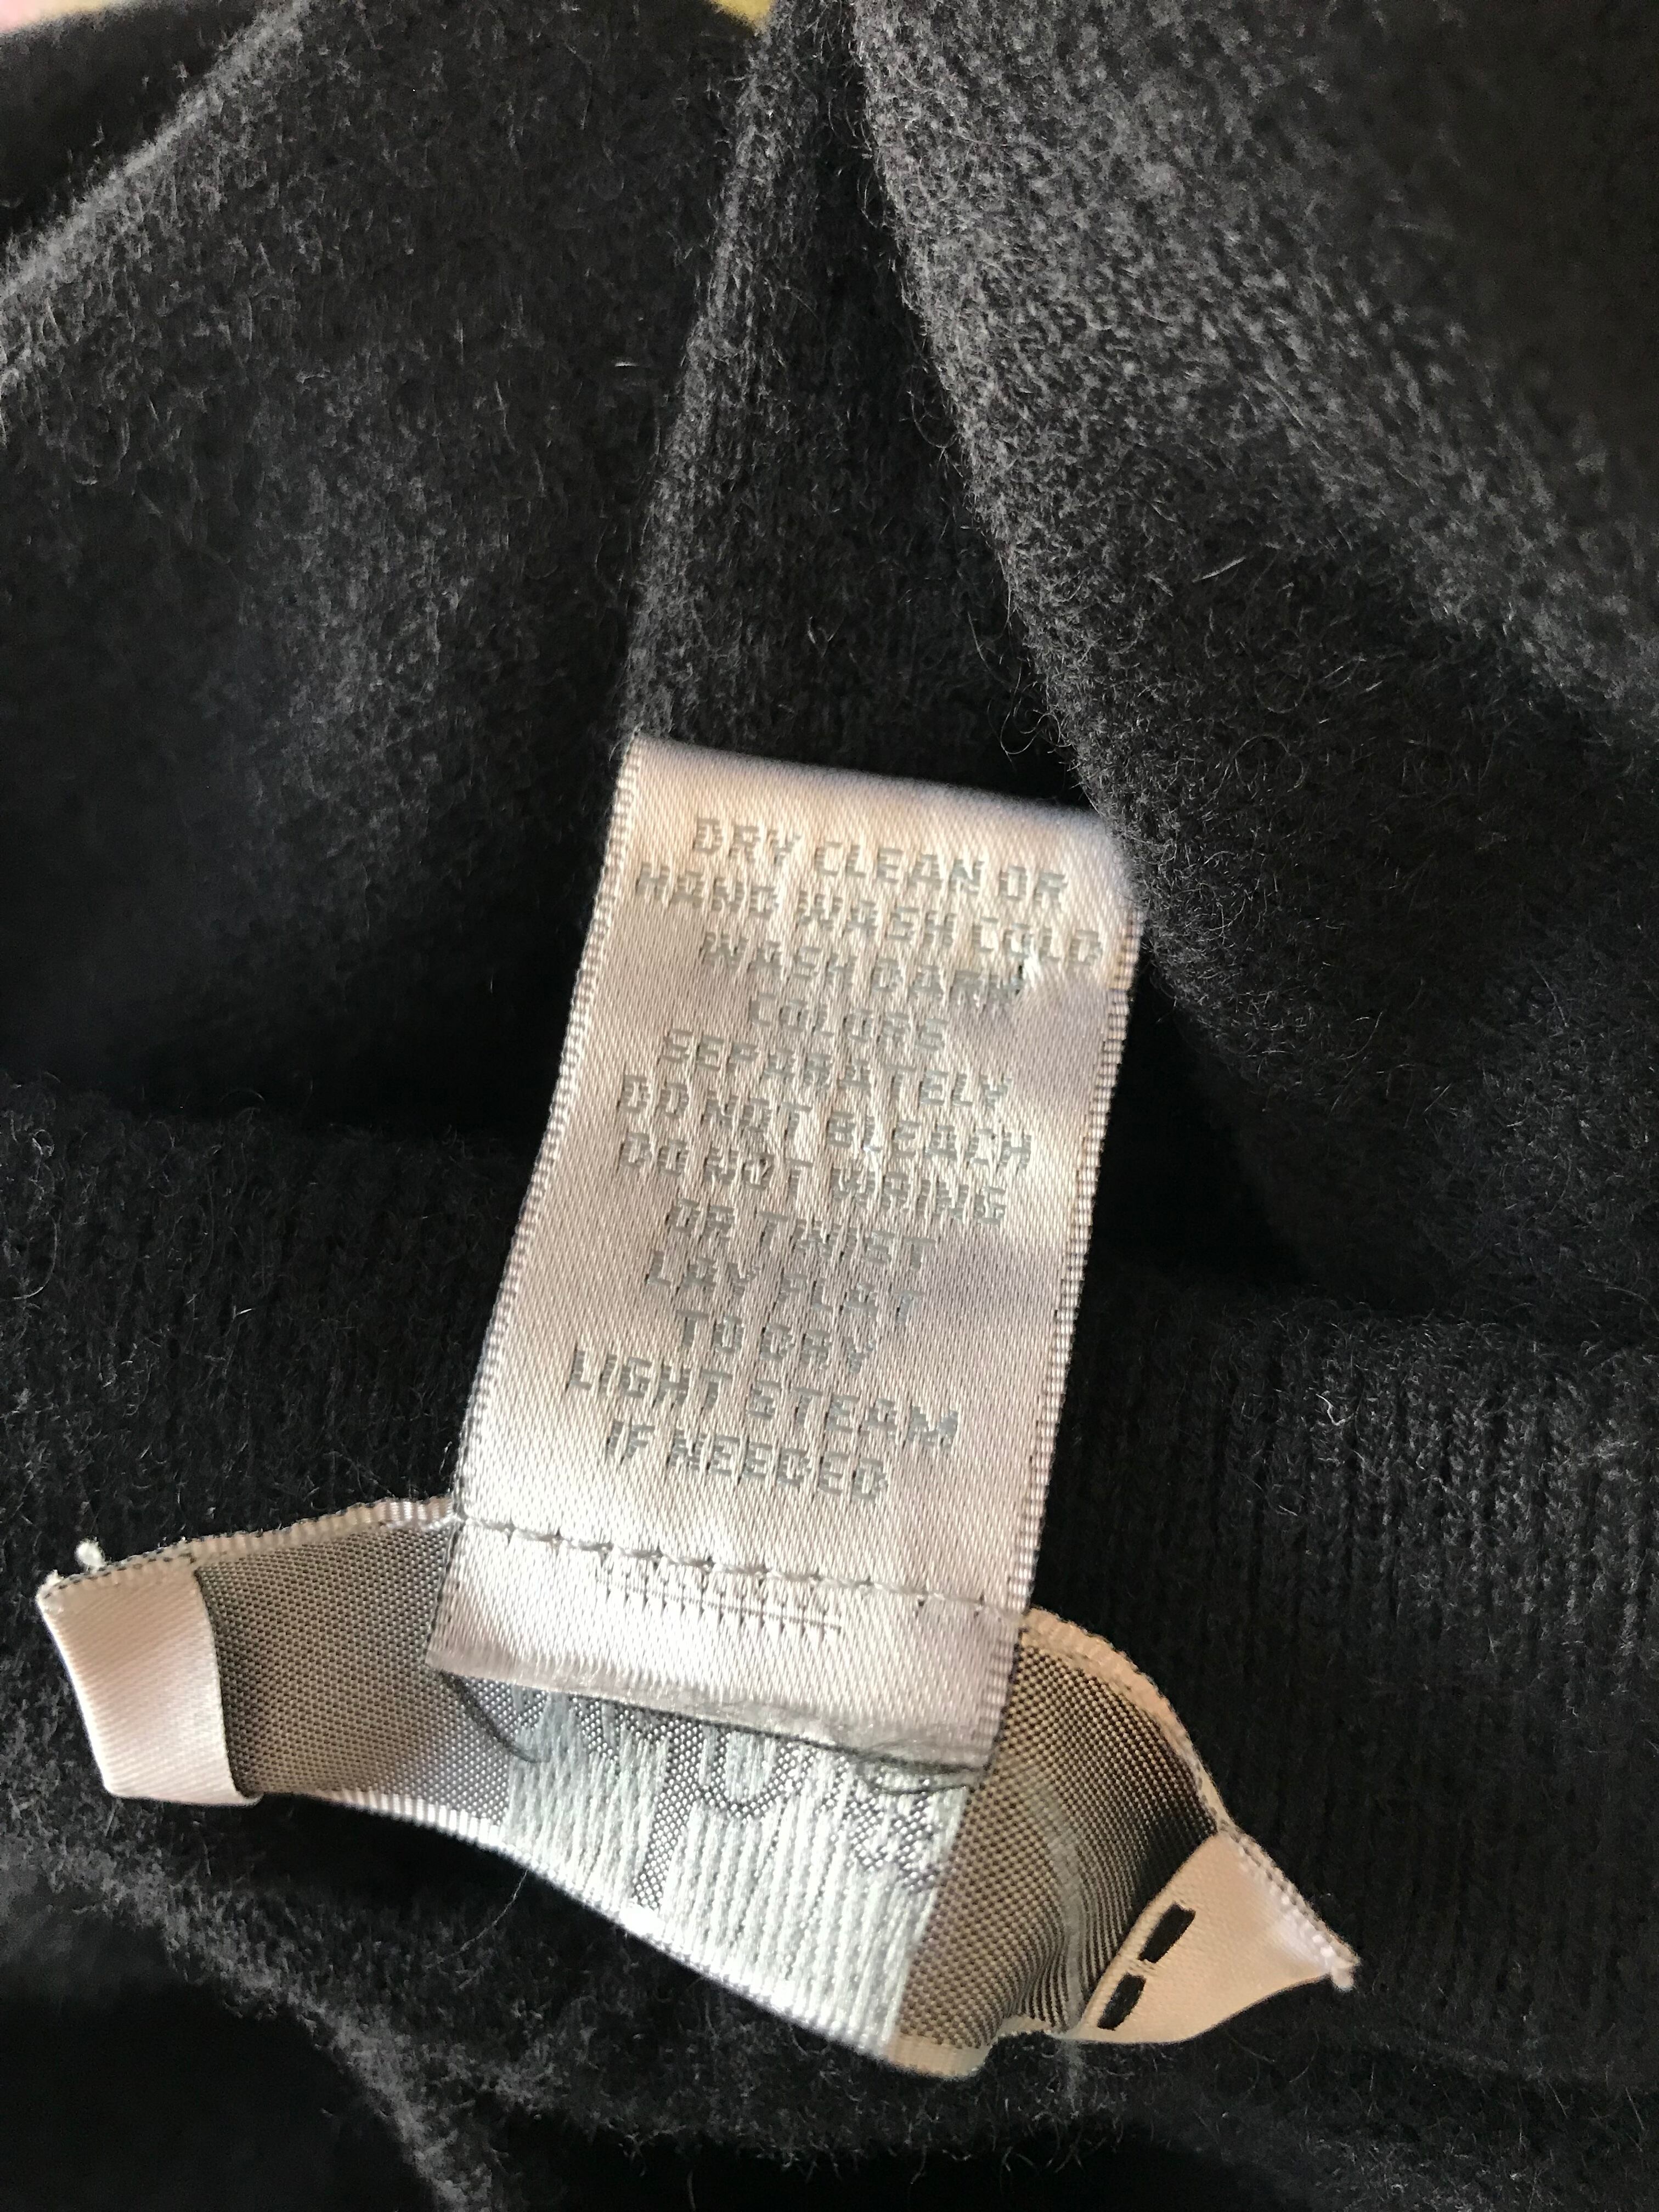 DRY CLEAN OR
HAND WASH COLD
WASH DARK
COLORS
SEPARATELY
DO NOT BLEACH
DO NOT WRING
OR TWIST
LAY FLAT
TO DRY
LIGHT STEAM
IF NEEDED